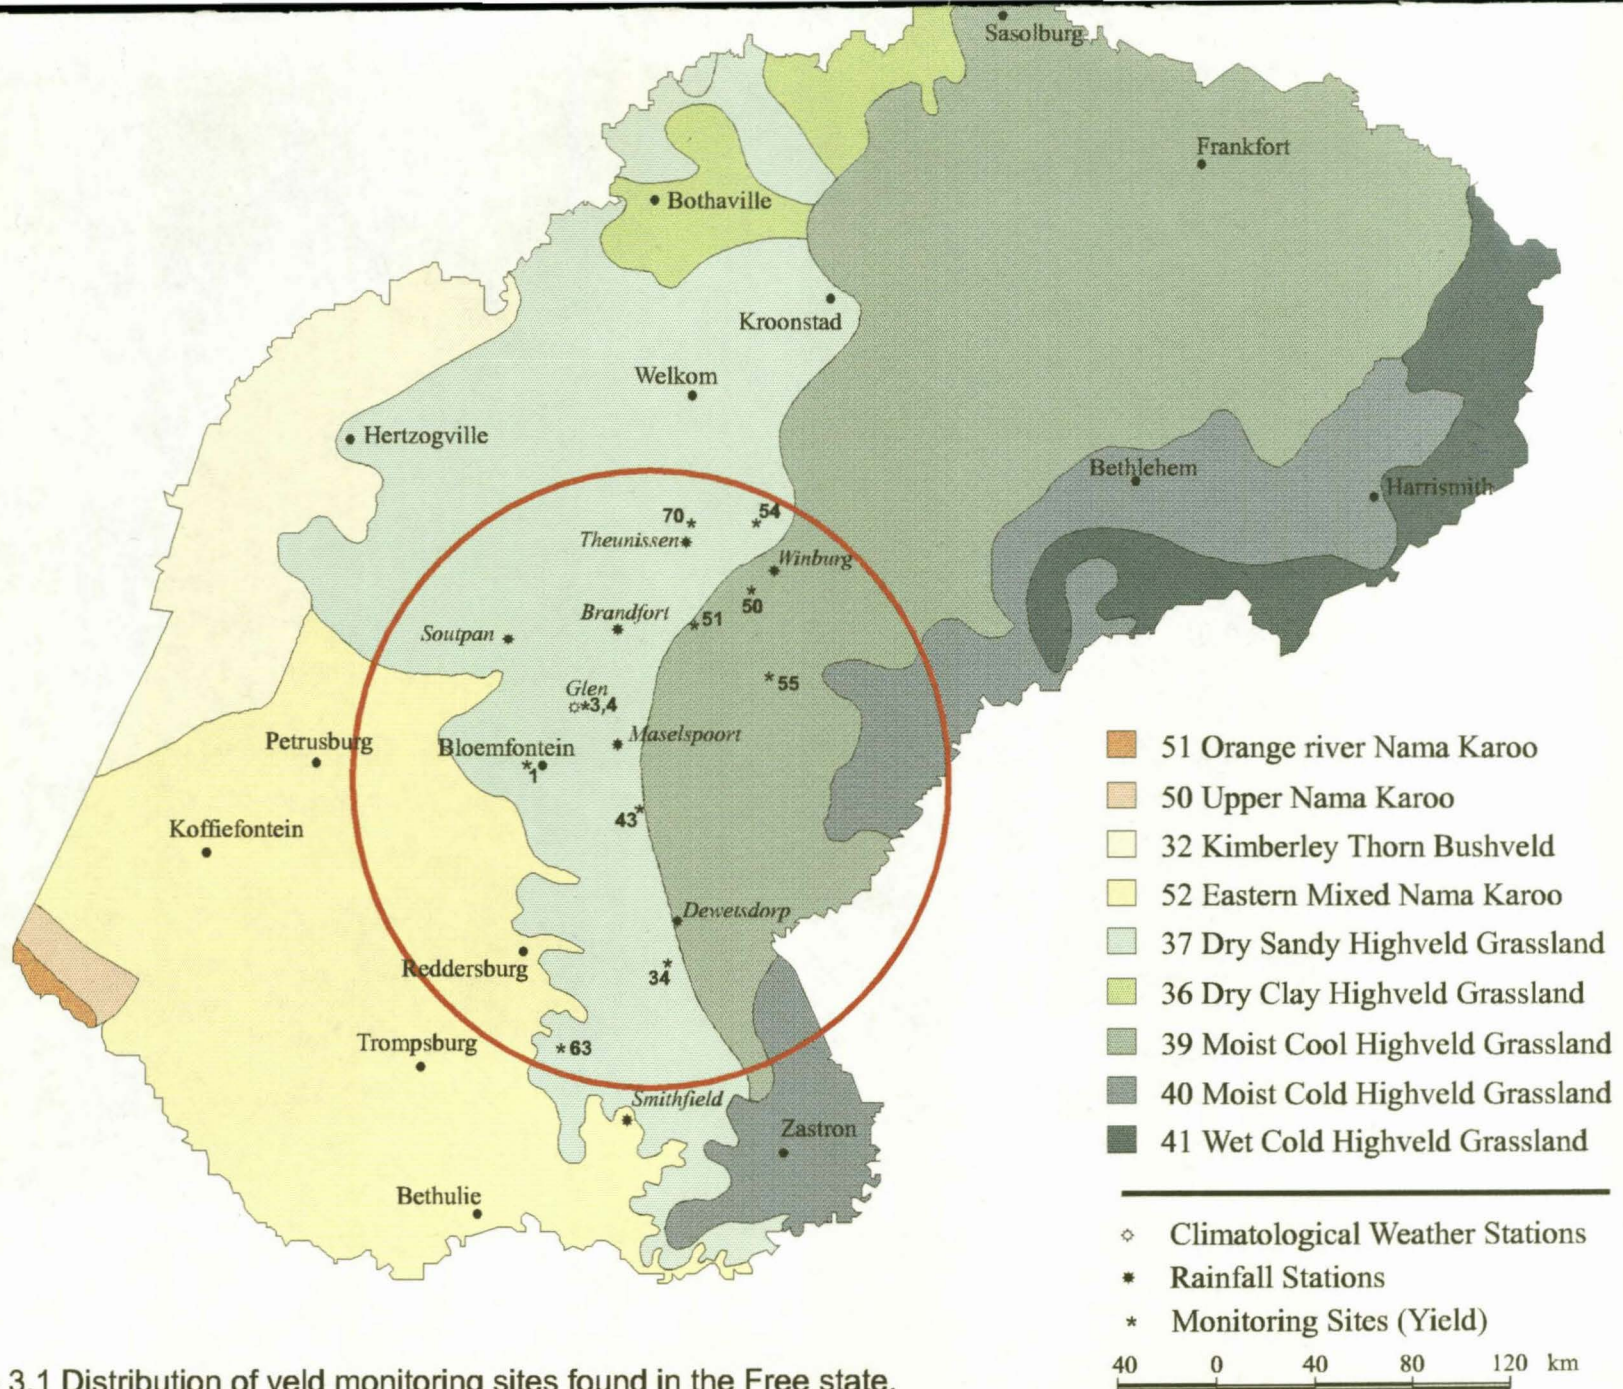 Sasolburg
Frankfort
Bothaville
Kroonstad
Welkom
Hertzogville
Bethlehem
Harrismith
70
54
Theunissen
Winburg
50
Brandfort
51
Soutpan
55
Glen
3,4
Maselspoort
Petrusburg
Bloemfontein
1
43
Koffiefontein
Dewetsdorp
Reddersburg
34
Trompsburg
63
Smithfield
Zastron
Bethulie
51 Orange river Nama Karoo
50 Upper Nama Karoo
32 Kimberley Thorn Bushveld
52 Eastern Mixed Nama Karoo
37 Dry Sandy Highveld Grassland
36 Dry Clay Highveld Grassland
39 Moist Cool Highveld Grassland
40 Moist Cold Highveld Grassland
41 Wet Cold Highveld Grassland
Climatological Weather Stations
Rainfall Stations
Monitoring Sites (Yield)
40 0 40 80 120 km
3.1 Distribution of veld monitoring sites found in the Free state.